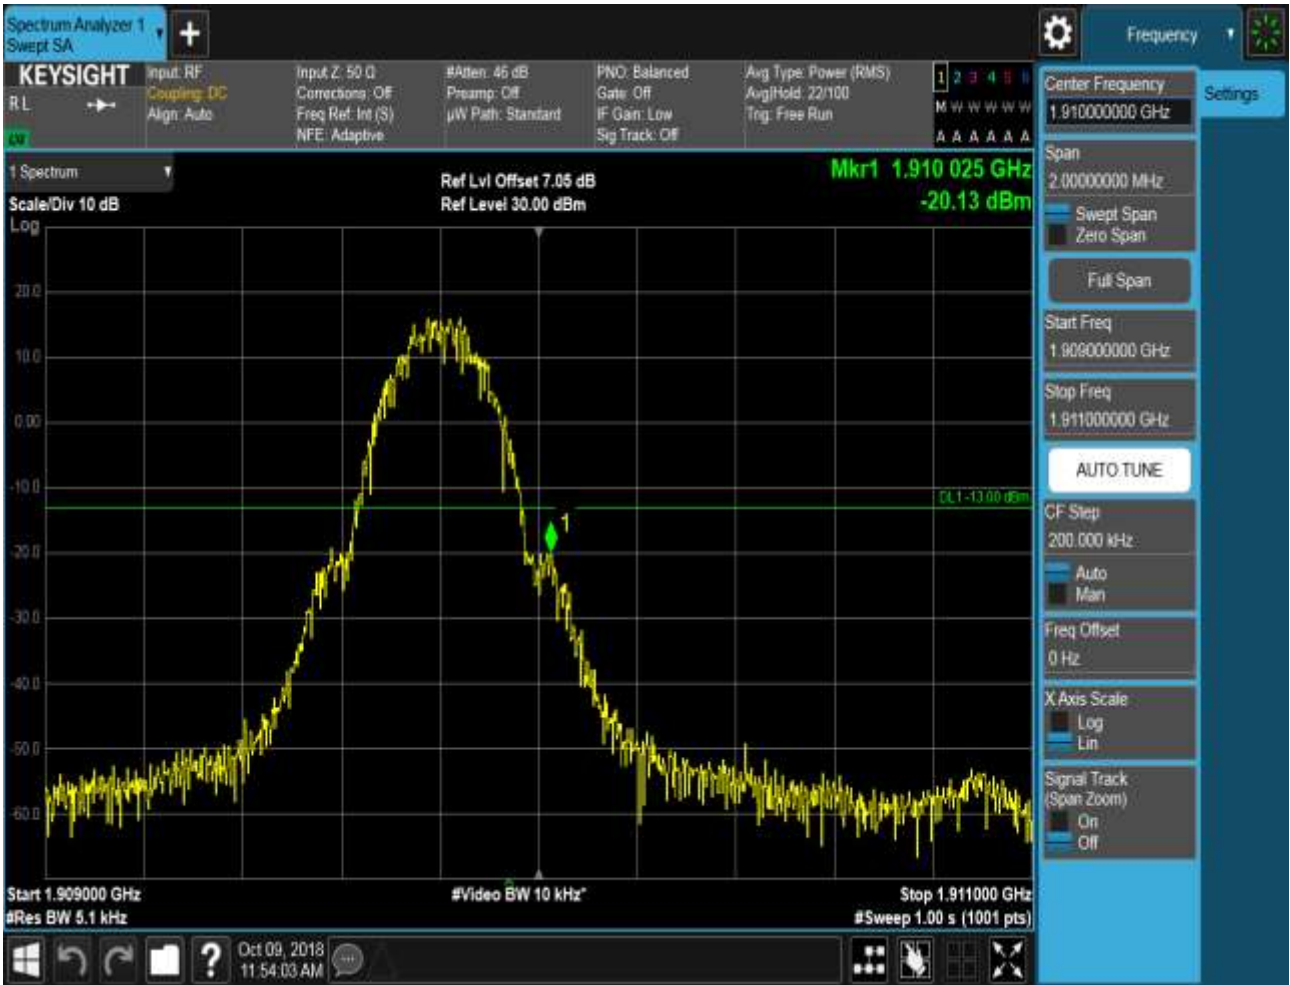 Spectrum Analyzer 1
Swept SA
+
Frequency
KEYSIGHT
Input: RF
Input Z: 50 Ω
#Atten: 46 dB
PNO: Balanced
Avg Type: Power (RMS)
1 2 3 4 5 6
RL
Coupling: DC
Corrections: Off
Preamp: Off
Gate: Off
Avg|Hold: 22/100
M W W W W W
Align: Auto
Freq Ref: Int (S)
µW Path: Standard
IF Gain: Low
Trig: Free Run
NFE: Adaptive
Sig Track: Off
A A A A A A
1 Spectrum
Ref Lvl Offset 7.05 dB
Mkr1 1.910 025 GHz
Scale/Div 10 dB
Ref Level 30.00 dBm
-20.13 dBm
Log
20.0
10.0
0.00
-10.0
DL1 -13.00 dBm
1
-20.0
-30.0
-40.0
-50.0
-60.0
Start 1.909000 GHz
#Video BW 10 kHz*
Stop 1.911000 GHz
#Res BW 5.1 kHz
#Sweep 1.00 s (1001 pts)
Oct 09, 2018
11:54:03 AM
?
Center Frequency
1.910000000 GHz
Settings
Span
2.00000000 MHz
Swept Span
Zero Span
Full Span
Start Freq
1.909000000 GHz
Stop Freq
1.911000000 GHz
AUTO TUNE
CF Step
200.000 kHz
Auto
Man
Freq Offset
0 Hz
X Axis Scale
Log
Lin
Signal Track
(Span Zoom)
On
Off